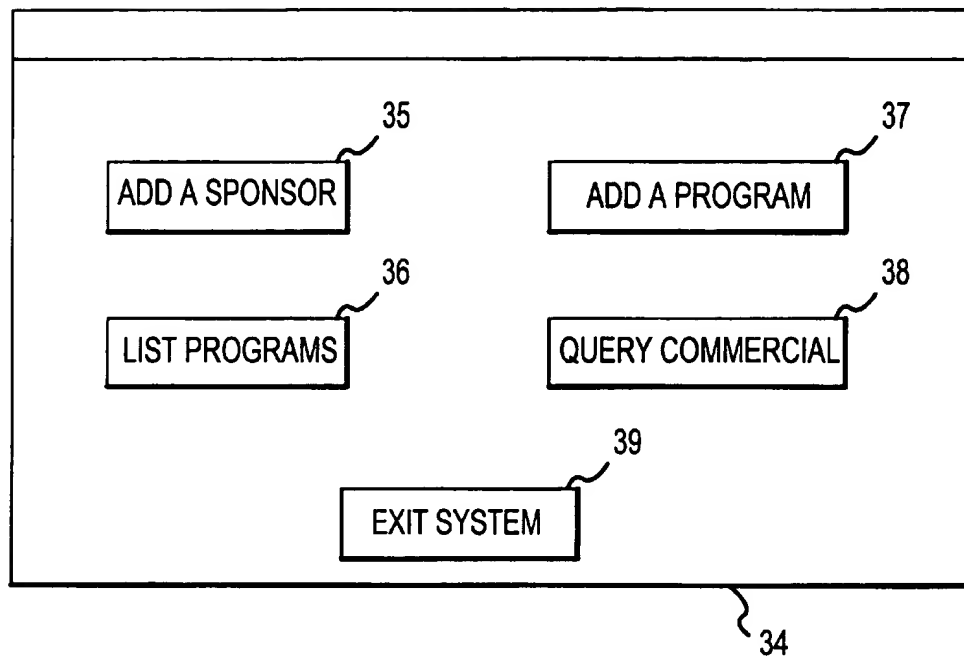 35
37
ADD A SPONSOR
ADD A PROGRAM
36
38
LIST PROGRAMS
QUERY COMMERCIAL
39
EXIT SYSTEM
34